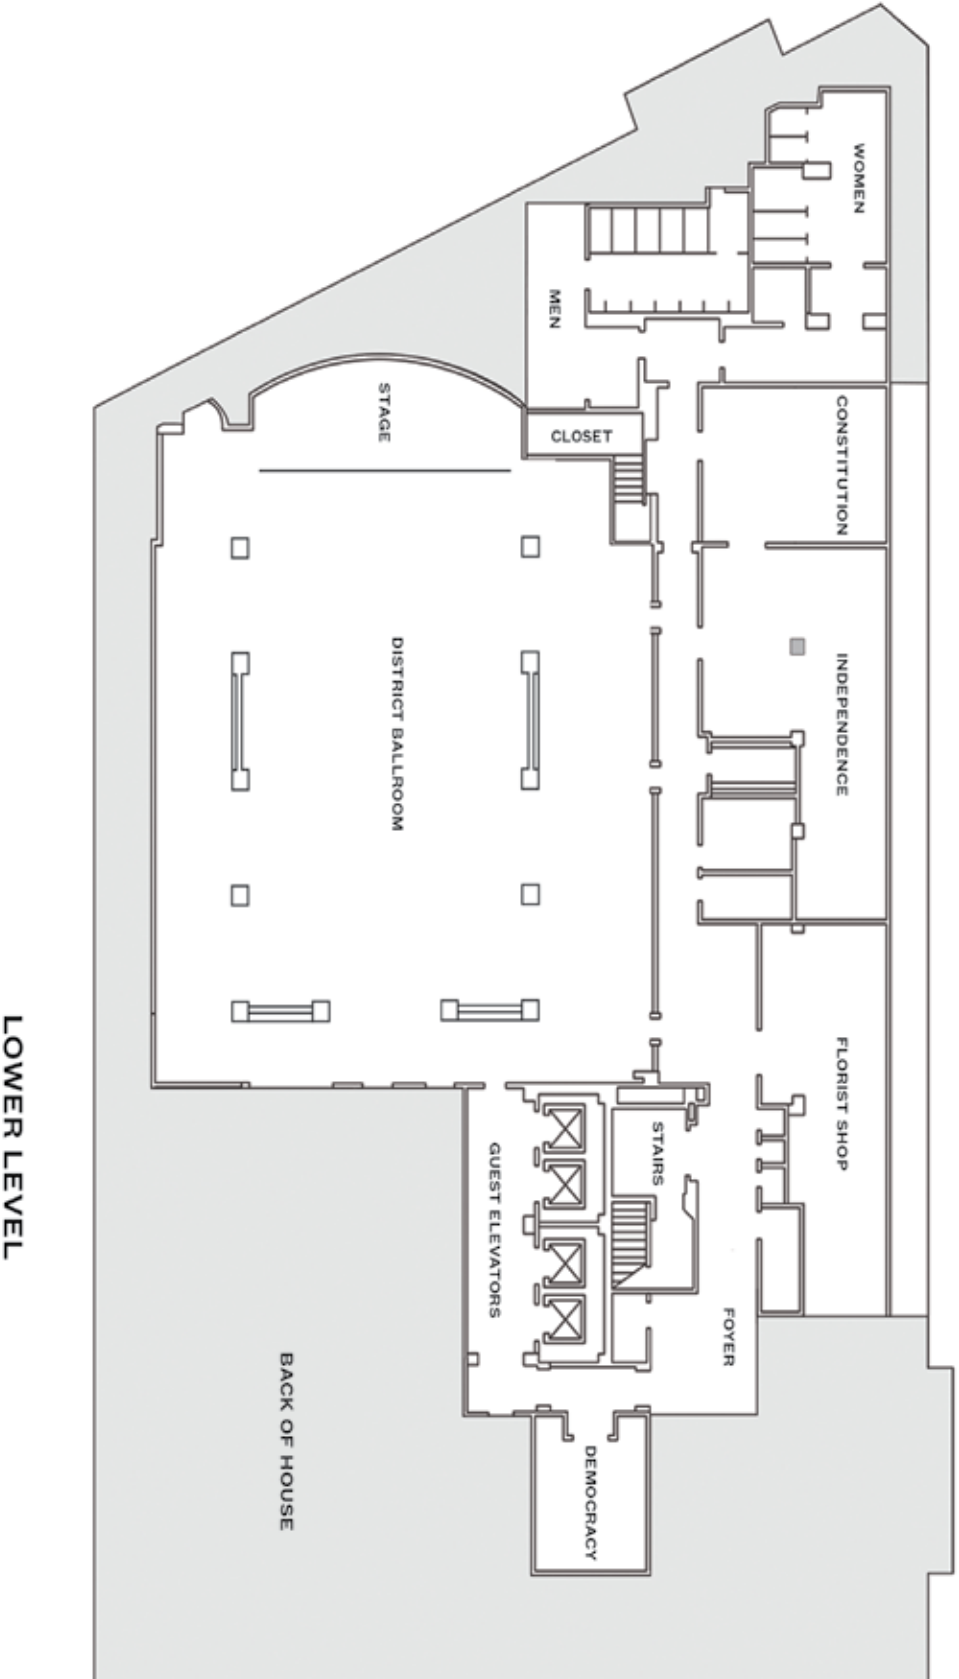 WOMEN
MEN
STAGE
CLOSET
CONSTITUTION
DISTRICT BALLROOM
INDEPENDENCE
FLORIST SHOP
STAIRS
GUEST ELEVATORS
FOYER
DEMOCRACY
BACK OF HOUSE
LOWER LEVEL